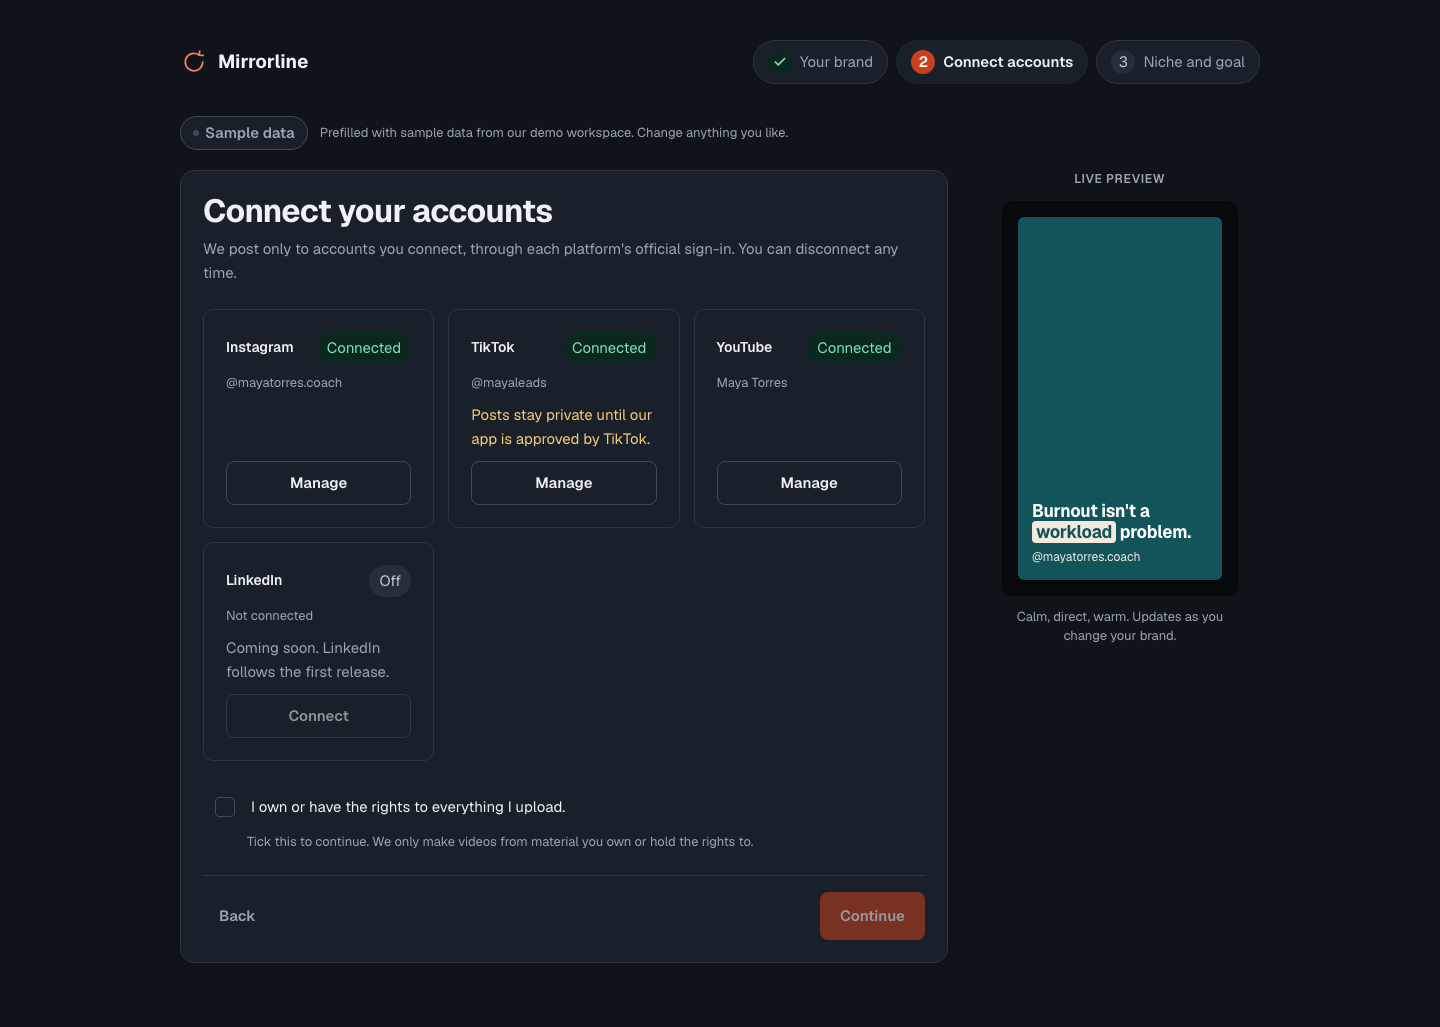 Mirrorline
Your brand
2 Connect accounts
3 Niche and goal
Sample data
Prefilled with sample data from our demo workspace. Change anything you like.
Connect your accounts
We post only to accounts you connect, through each platform's official sign-in. You can disconnect any
time.
Instagram Connected
@mayatorres.coach
Manage
TikTok Connected
@mayaleads
Posts stay private until our
app is approved by TikTok.
Manage
YouTube Connected
Maya Torres
Manage
LinkedIn Off
Not connected
Coming soon. LinkedIn
follows the first release.
Connect
I own or have the rights to everything I upload.
Tick this to continue. We only make videos from material you own or hold the rights to.
Back
Continue
LIVE PREVIEW
Burnout isn't a
workload problem.
@mayatorres.coach
Calm, direct, warm. Updates as you
change your brand.